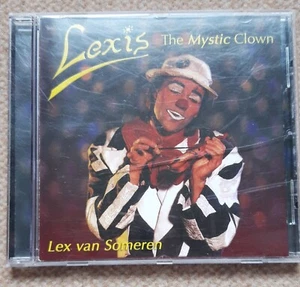 Lexis The Mystic Clown
Lex van Someren